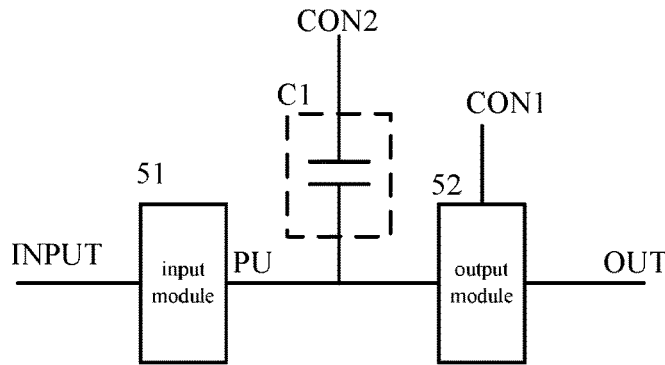 CON2
C1
CON1
51
52
INPUT
input
module
PU
output
module
OUT